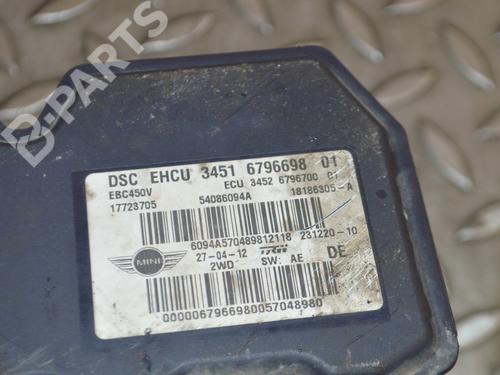 B-PARTS
DSC EHCU 3451 6796698 01
EBC450V ECU 3452 6796700 01
17723705 54086094A 18186305-A
6094A570489812118 231220-10
MINI 27-04-12 TRW DE
2WD SW: AE
0000067966980057048980